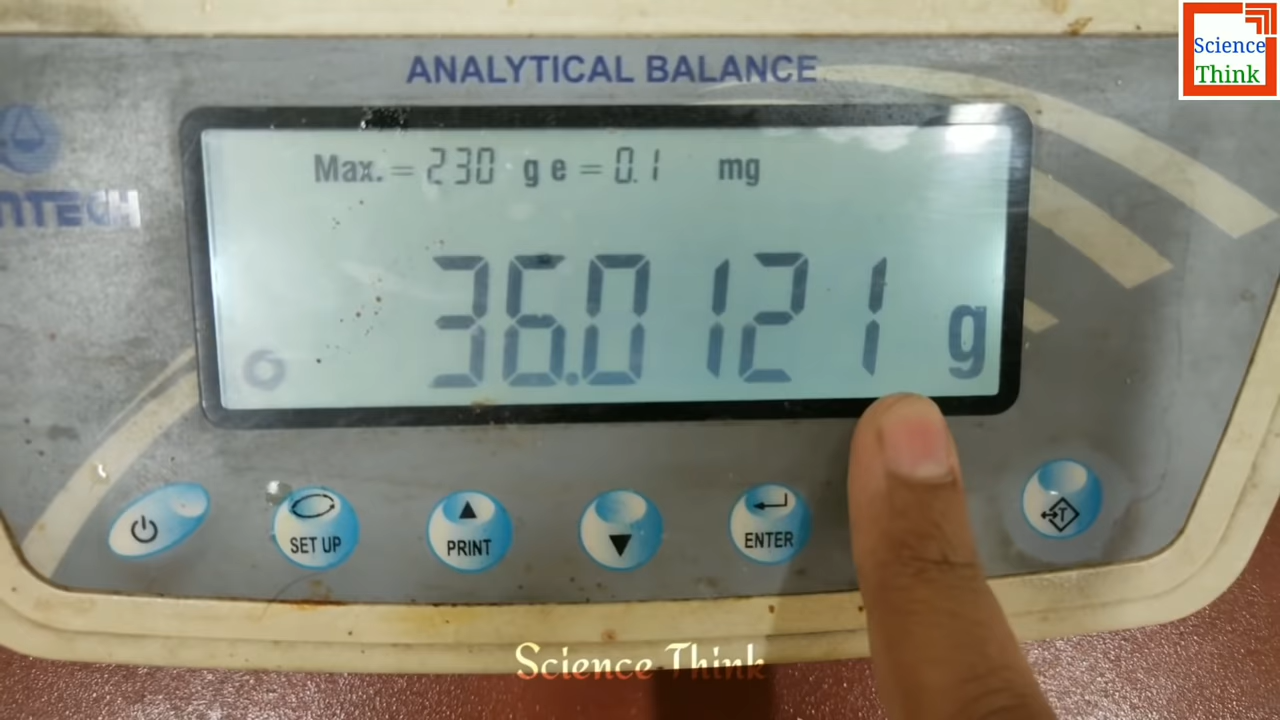 Science
Think
ANALYTICAL BALANCE
Max. = 230 g e = 0.1 mg
36.0121 g
SET UP
PRINT
ENTER
T
Science Think